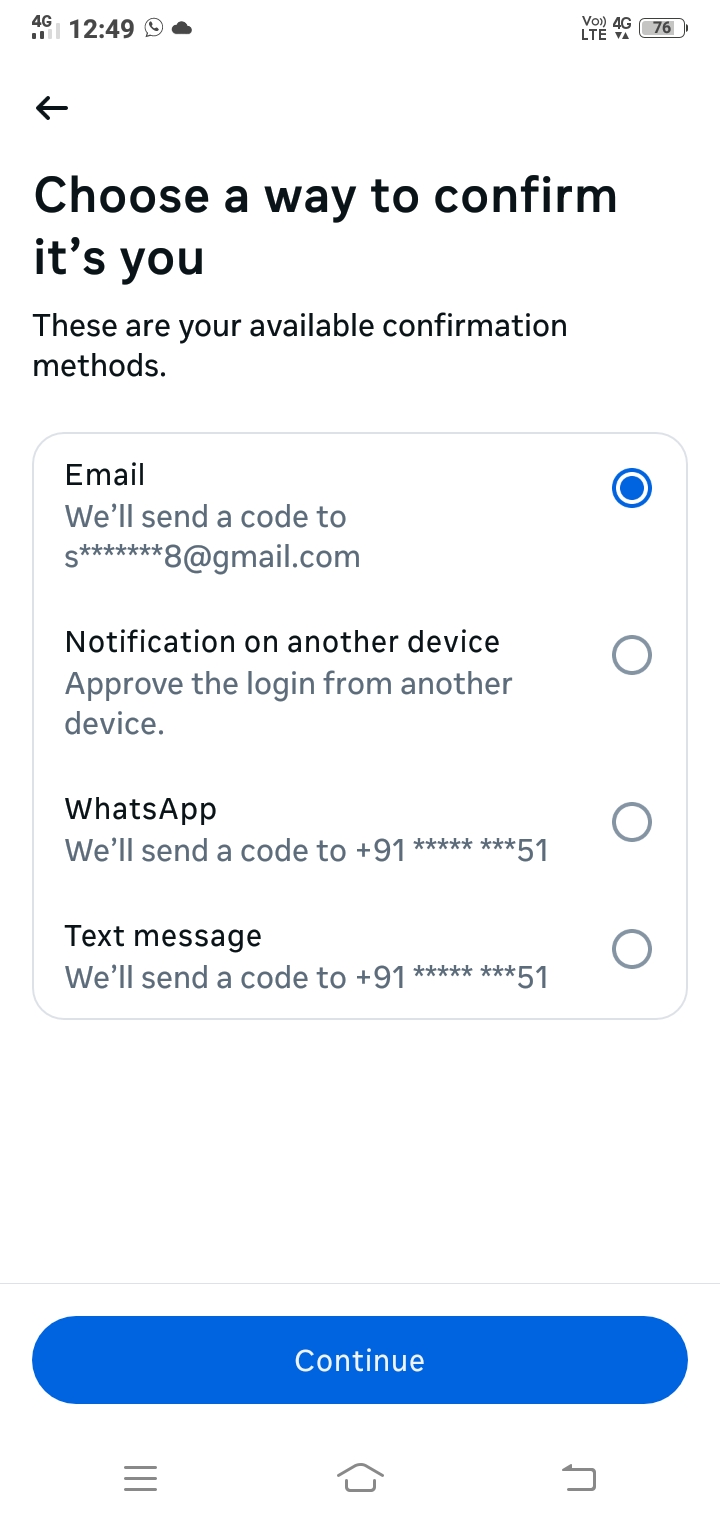 4G 12:49 Vo)) LTE 4G 76
Choose a way to confirm
it’s you
These are your available confirmation
methods.
Email
We’ll send a code to
s*******8@gmail.com
Notification on another device
Approve the login from another
device.
WhatsApp
We’ll send a code to +91 ***** ***51
Text message
We’ll send a code to +91 ***** ***51
Continue